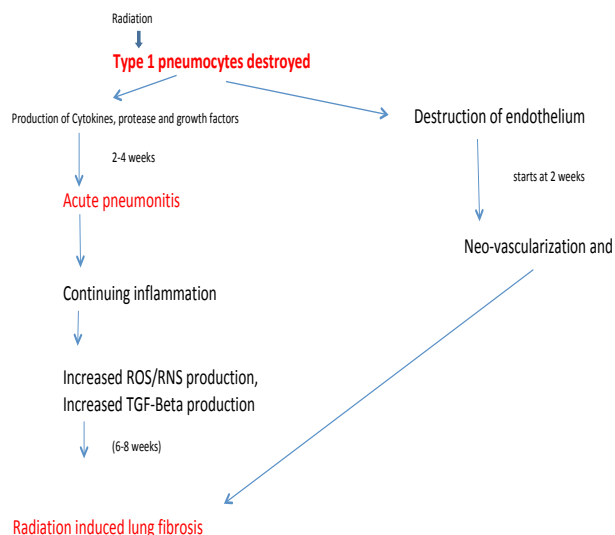 Radiation
Type 1 pneumocytes destroyed
Production of Cytokines, protease and growth factors
Destruction of endothelium
2-4 weeks
starts at 2 weeks
Acute pneumonitis
Neo-vascularization and
Continuing inflammation
Increased ROS/RNS production,
Increased TGF-Beta production
(6-8 weeks)
Radiation induced lung fibrosis